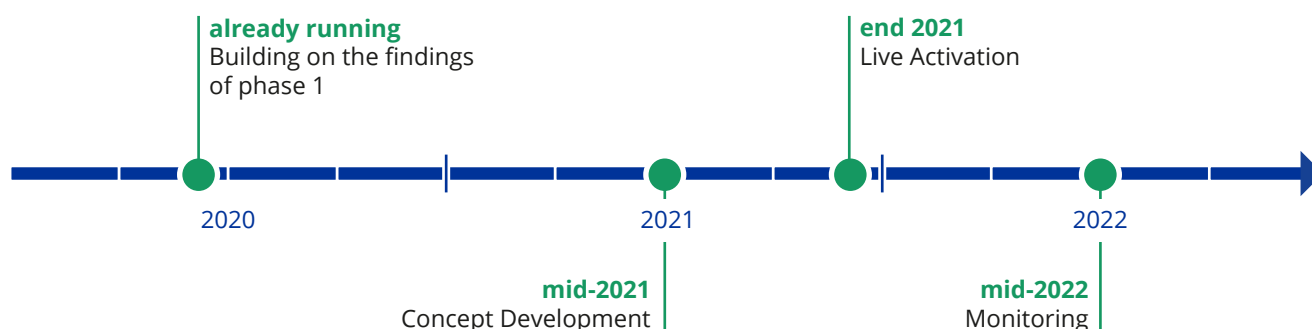 already running
Building on the findings
of phase 1
end 2021
Live Activation
2020
2021
2022
mid-2021
Concept Development
mid-2022
Monitoring